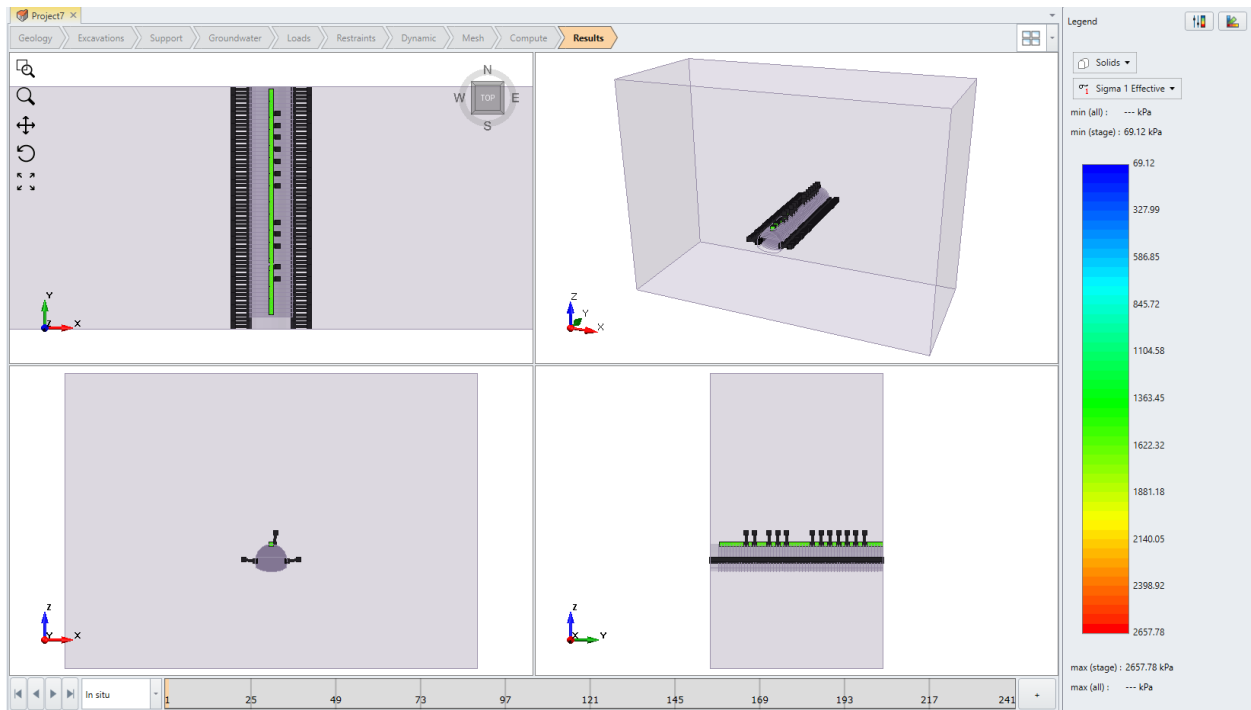 Project7 ×
Geology Excavations Support Groundwater Loads Restraints Dynamic Mesh Compute Results
N
W TOP E
S
Y
Z X
Z
Y
X
Z
Y X
Z
X Y
In situ
1 25 49 73 97 121 145 169 193 217 241 +
Legend
Solids
σ1 Sigma 1 Effective
min (all) : --- kPa
min (stage) : 69.12 kPa
69.12
327.99
586.85
845.72
1104.58
1363.45
1622.32
1881.18
2140.05
2398.92
2657.78
max (stage) : 2657.78 kPa
max (all) : --- kPa